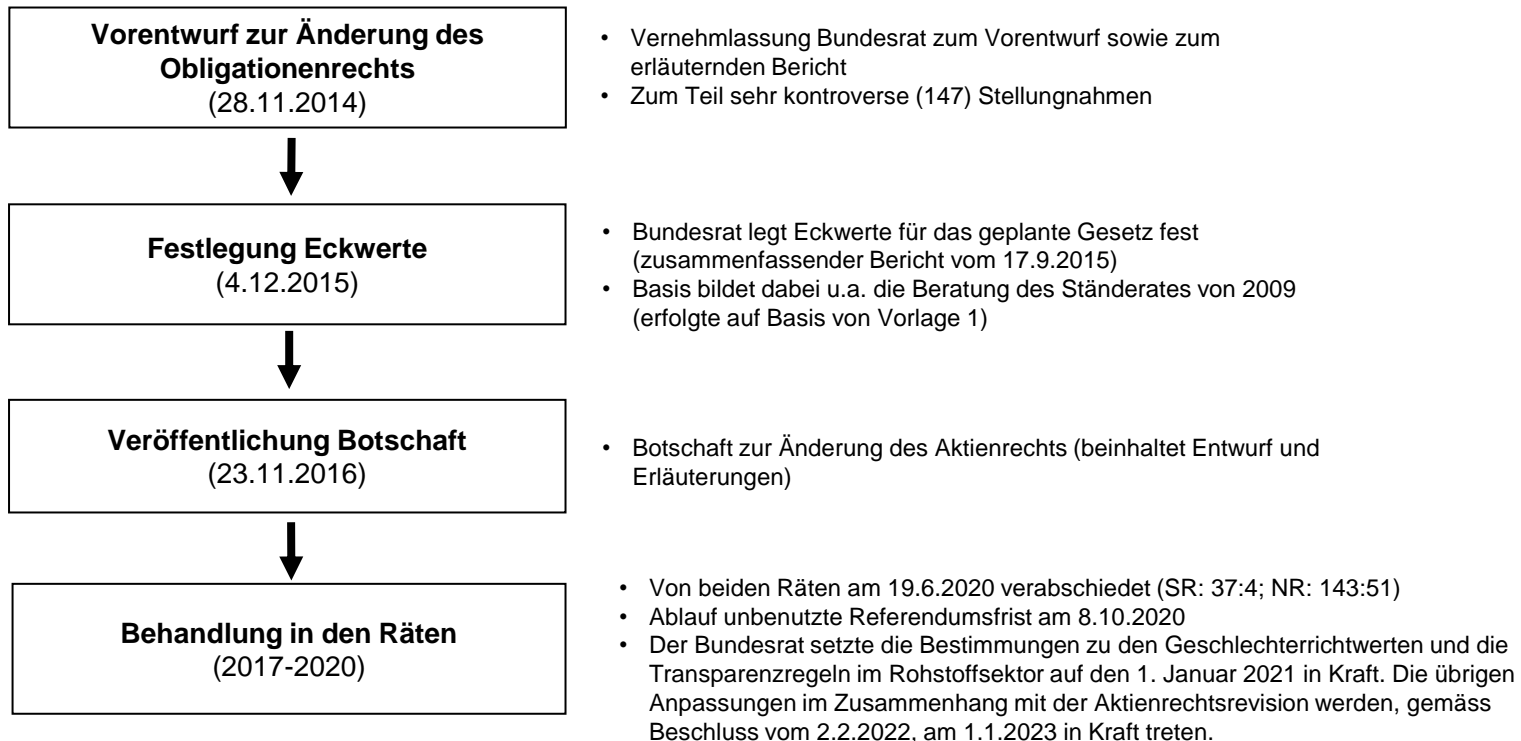 Vorentwurf zur Änderung des
Obligationenrechts
(28.11.2014)
• Vernehmlassung Bundesrat zum Vorentwurf sowie zum
erläuternden Bericht
• Zum Teil sehr kontroverse (147) Stellungnahmen
Festlegung Eckwerte
(4.12.2015)
• Bundesrat legt Eckwerte für das geplante Gesetz fest
(zusammenfassender Bericht vom 17.9.2015)
• Basis bildet dabei u.a. die Beratung des Ständerates von 2009
(erfolgte auf Basis von Vorlage 1)
Veröffentlichung Botschaft
(23.11.2016)
• Botschaft zur Änderung des Aktienrechts (beinhaltet Entwurf und
Erläuterungen)
Behandlung in den Räten
(2017-2020)
• Von beiden Räten am 19.6.2020 verabschiedet (SR: 37:4; NR: 143:51)
• Ablauf unbenutzte Referendumsfrist am 8.10.2020
• Der Bundesrat setzte die Bestimmungen zu den Geschlechterrichtwerten und die
Transparenzregeln im Rohstoffsektor auf den 1. Januar 2021 in Kraft. Die übrigen
Anpassungen im Zusammenhang mit der Aktienrechtsrevision werden, gemäss
Beschluss vom 2.2.2022, am 1.1.2023 in Kraft treten.